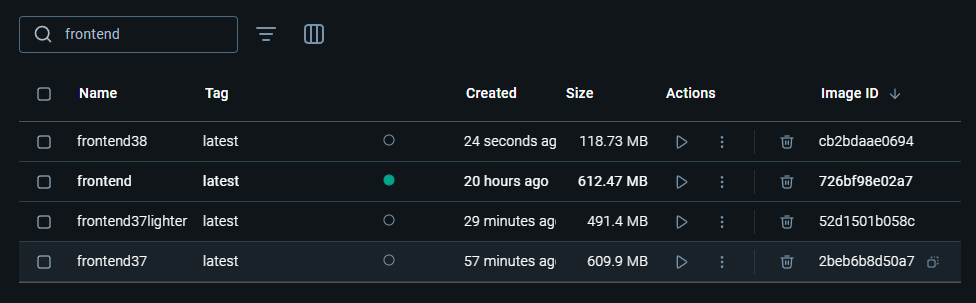 frontend
Name Tag Created Size Actions Image ID
frontend38 latest 24 seconds ag 118.73 MB cb2bdaae0694
frontend latest 20 hours ago 612.47 MB 726bf98e02a7
frontend37lighter latest 29 minutes ag 491.4 MB 52d1501b058c
frontend37 latest 57 minutes ag 609.9 MB 2beb6b8d50a7